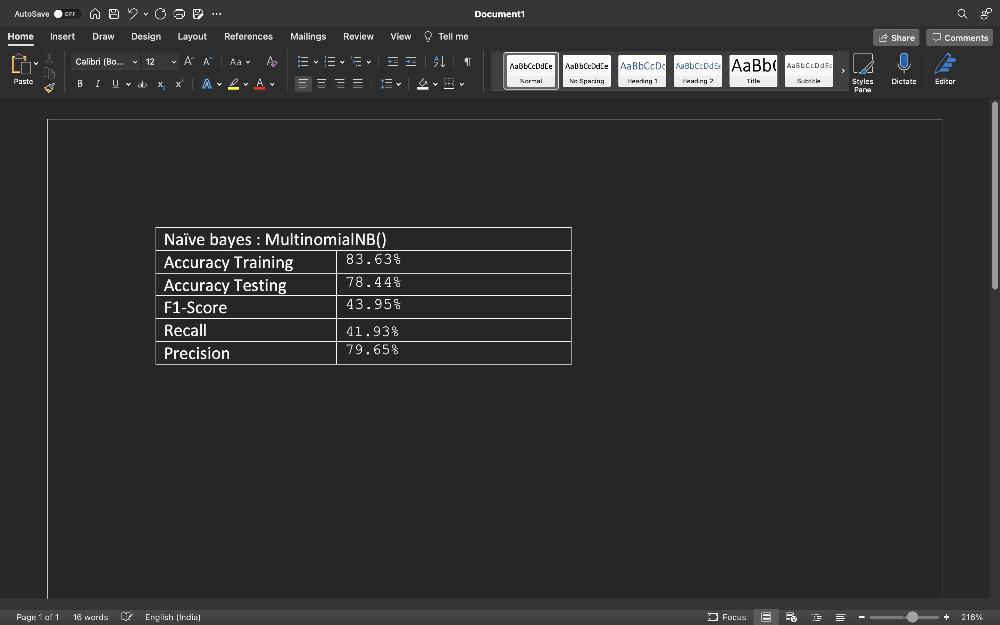 AutoSave OFF Document1
Home Insert Draw Design Layout References Mailings Review View Tell me Share Comments
Paste
Calibri (Bo... 12
AaBbCcDdEe AaBbCcDdEe AaBbCcDc AaBbCcDdEe AaBb( AaBbCcDdEe
Normal No Spacing Heading 1 Heading 2 Title Subtitle
Styles Pane
Dictate
Editor
Naïve bayes : MultinomialNB()
Accuracy Training 83.63%
Accuracy Testing 78.44%
F1-Score 43.95%
Recall 41.93%
Precision 79.65%
Page 1 of 1 16 words English (India) Focus 216%